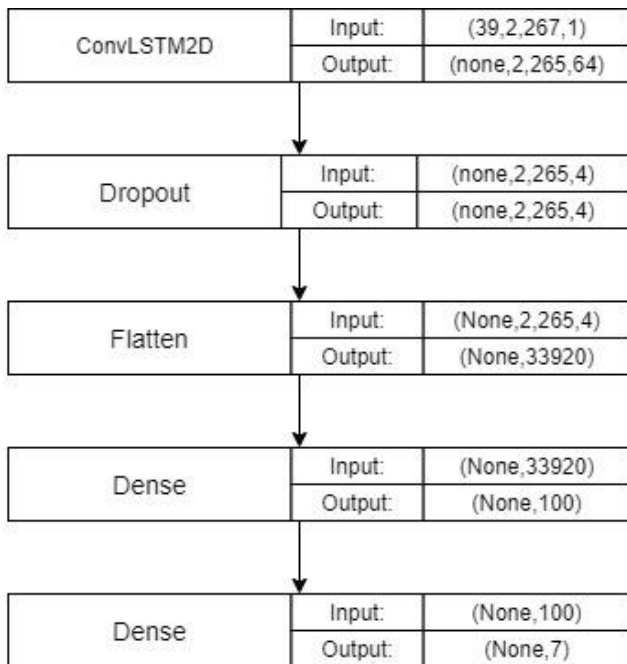 ConvLSTM2D
Input: (39,2,267,1)
Output: (none,2,265,64)
Dropout
Input: (none,2,265,4)
Output: (none,2,265,4)
Flatten
Input: (None,2,265,4)
Output: (None,33920)
Dense
Input: (None,33920)
Output: (None,100)
Dense
Input: (None,100)
Output: (None,7)